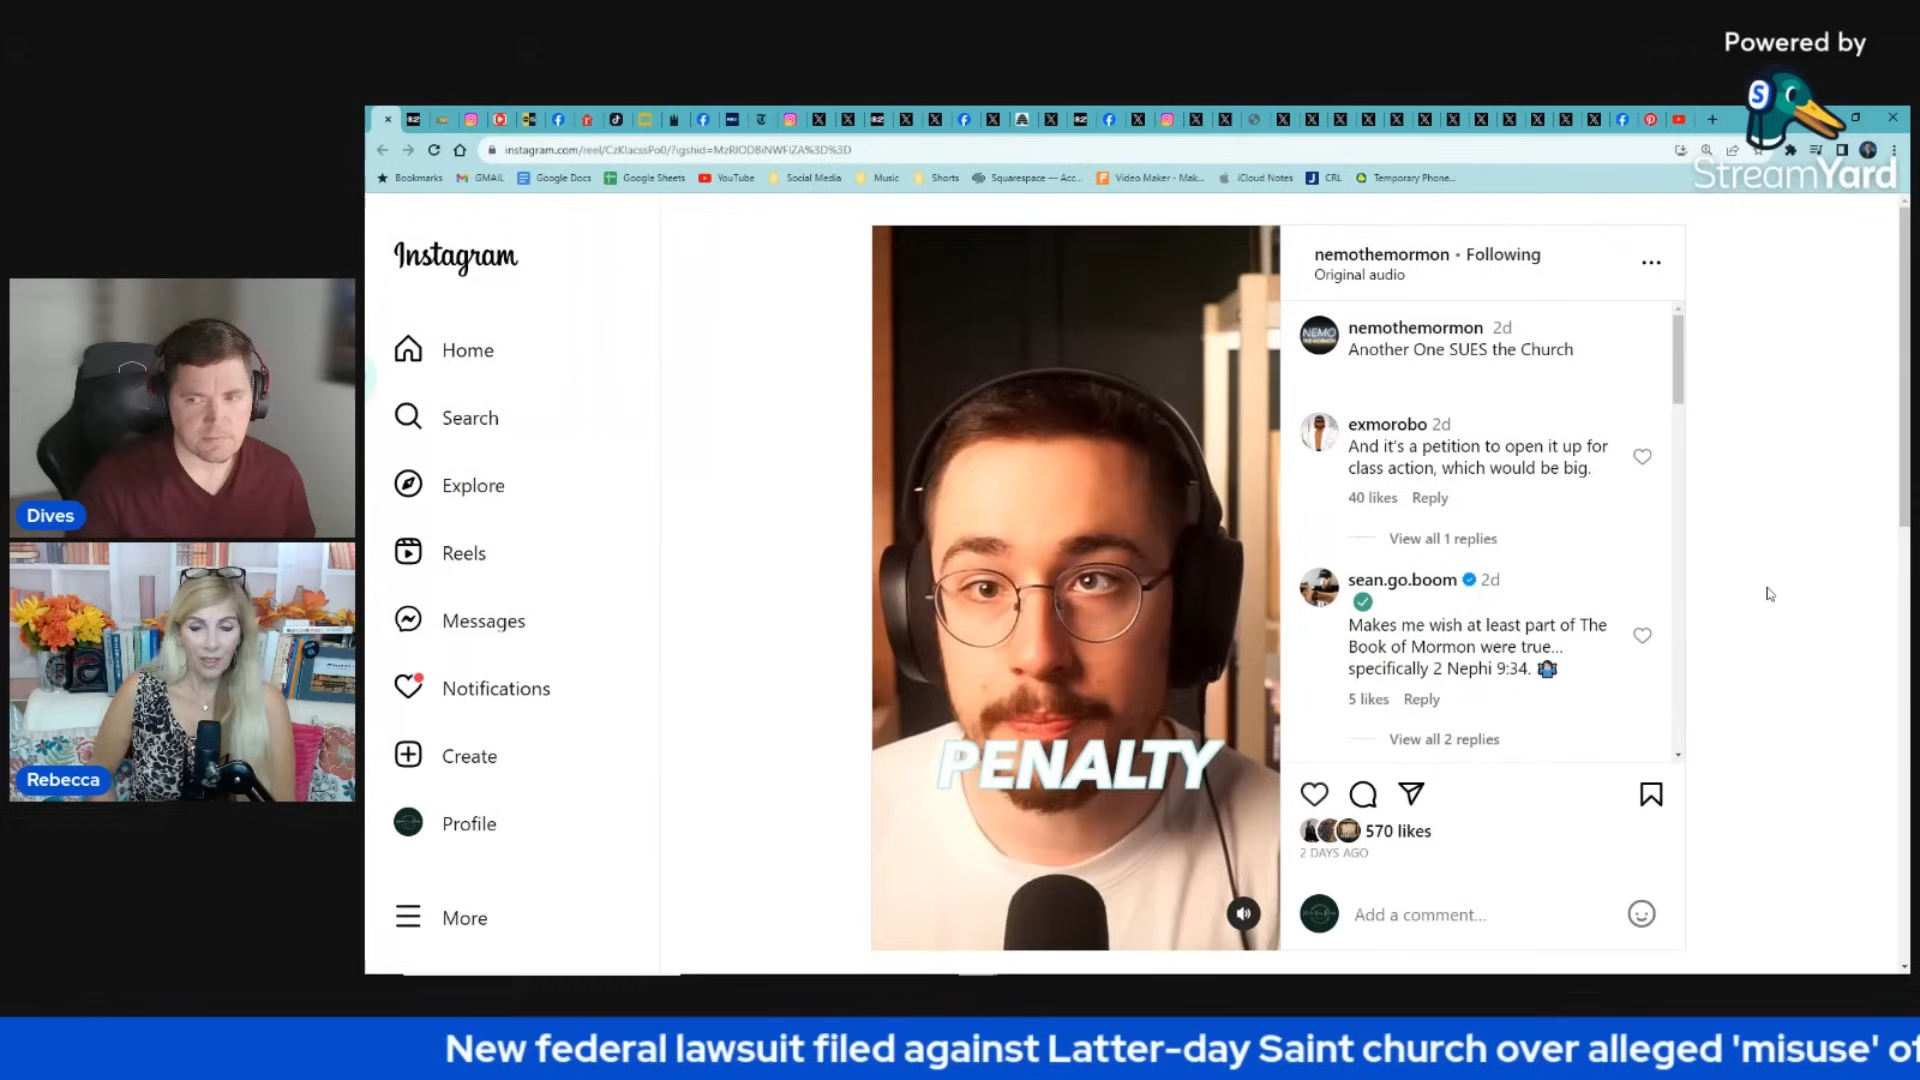 Powered by
StreamYard
instagram.com/reel/CzKlacssPo0/?igshid=MzRlODBiNWFlZA%3D%3D
Bookmarks GMAIL Google Docs Google Sheets YouTube Social Media Music Shorts Squarespace — Acc... Video Maker - Mak... iCloud Notes CRL Temporary Phone...
Instagram
Home
Search
Explore
Reels
Messages
Notifications
Create
Profile
More
Dives
Rebecca
PENALTY
nemothemormon • Following
Original audio
NEMO
nemothemormon 2d
Another One SUES the Church
exmorobo 2d
And it's a petition to open it up for
class action, which would be big.
40 likes Reply
View all 1 replies
sean.go.boom 2d
Makes me wish at least part of The
Book of Mormon were true...
specifically 2 Nephi 9:34.
5 likes Reply
View all 2 replies
570 likes
2 DAYS AGO
Add a comment...
New federal lawsuit filed against Latter-day Saint church over alleged 'misuse' of